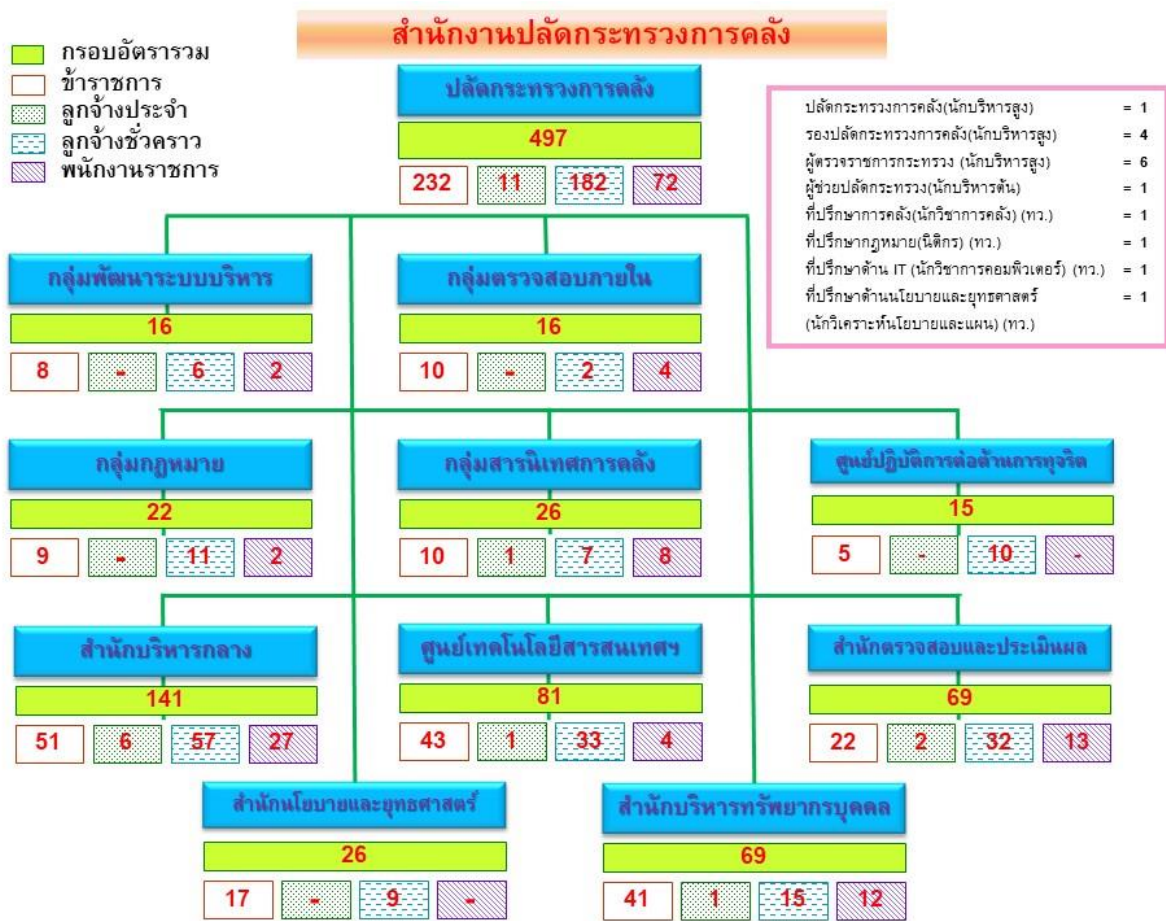 สำนักงานปลัดกระทรวงการคลัง
กรอบอัตรารวม
ข้าราชการ
ลูกจ้างประจำ
ลูกจ้างชั่วคราว
พนักงานราชการ
ปลัดกระทรวงการคลัง
497
232 11 182 72
ปลัดกระทรวงการคลัง(นักบริหารสูง) = 1
รองปลัดกระทรวงการคลัง(นักบริหารสูง) = 4
ผู้ตรวจราชการกระทรวง (นักบริหารสูง) = 6
ผู้ช่วยปลัดกระทรวง(นักบริหารต้น) = 1
ที่ปรึกษาการคลัง(นักวิชาการคลัง) (ทว.) = 1
ที่ปรึกษากฎหมาย(นิติกร) (ทว.) = 1
ที่ปรึกษาด้าน IT (นักวิชาการคอมพิวเตอร์) (ทว.) = 1
ที่ปรึกษาด้านนโยบายและยุทธศาสตร์ = 1
(นักวิเคราะห์นโยบายและแผน) (ทว.)
กลุ่มพัฒนาระบบบริหาร
16
8 - 6 2
กลุ่มตรวจสอบภายใน
16
10 - 2 4
กลุ่มกฎหมาย
22
9 - 11 2
กลุ่มสารนิเทศการคลัง
26
10 1 7 8
ศูนย์ปฏิบัติการต่อต้านการทุจริต
15
5 - 10 -
สำนักบริหารกลาง
141
51 6 57 27
ศูนย์เทคโนโลยีสารสนเทศฯ
81
43 1 33 4
สำนักตรวจสอบและประเมินผล
69
22 2 32 13
สำนักนโยบายและยุทธศาสตร์
26
17 - 9 -
สำนักบริหารทรัพยากรบุคคล
69
41 1 15 12